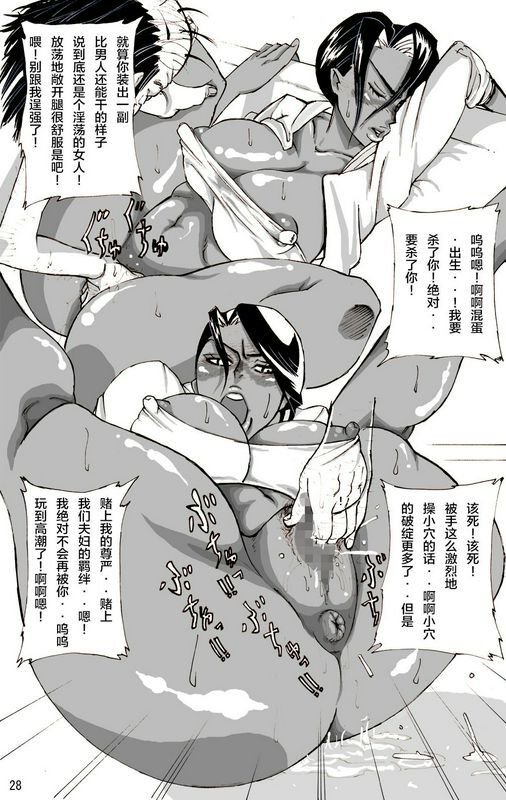 就算你装出一副
比男人还能干的样子
说到底还是个淫荡的女人！
放荡地敞开腿很舒服是吧！
喂！别跟我逞强了！
呜呜嗯！啊啊混蛋
·出生··！我要
杀了你！绝对··
要杀了你！
该死！该死！
被手这么激烈地
操小穴的话··啊啊小穴
的破绽更多了··但是
赌上我的尊严··赌上
我们夫妇的羁绊··嗯！
我绝对不会再被你··呜呜
玩到高潮了！啊啊嗯！
28